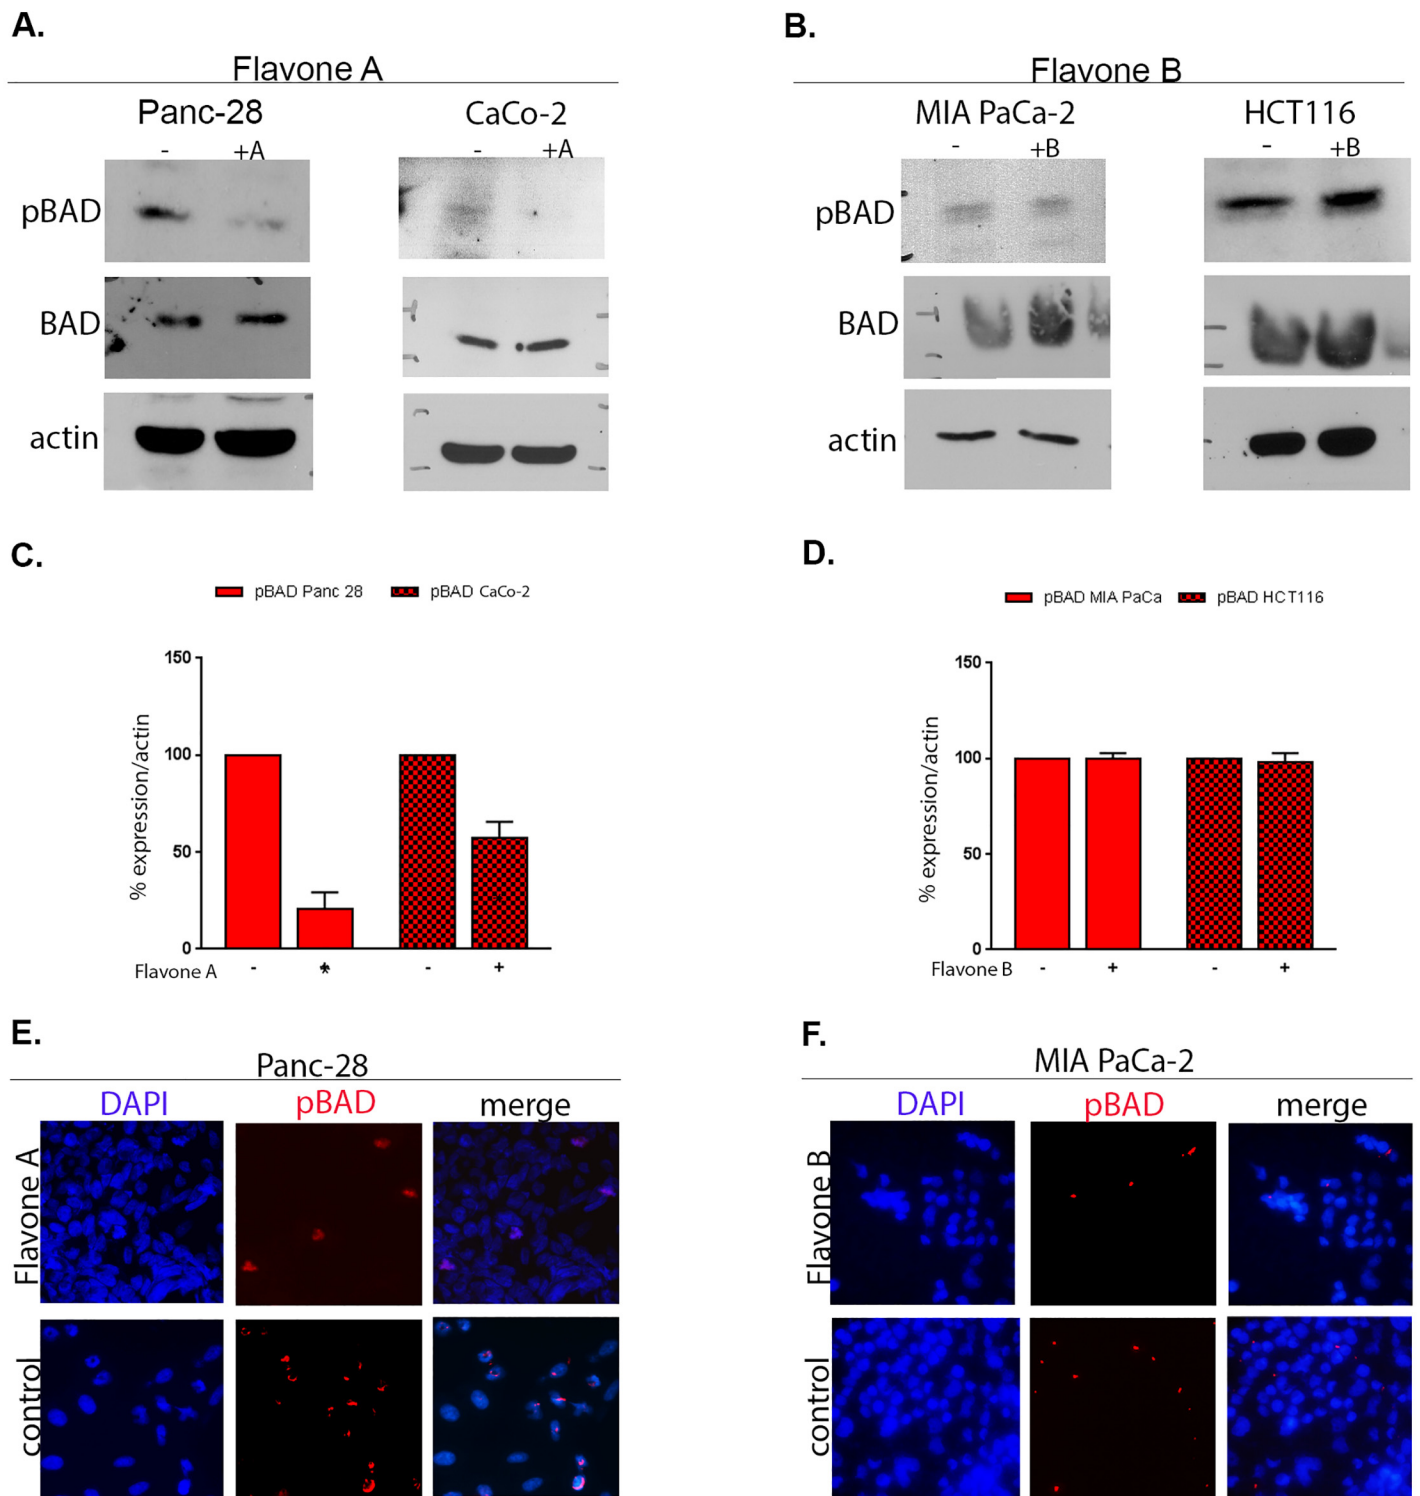 A.
Flavone A
Panc-28 CaCo-2
- +A - +A
pBAD
BAD
actin
B.
Flavone B
MIA PaCa-2 HCT116
- +B - +B
pBAD
BAD
actin
C.
pBAD Panc 28 pBAD CaCo-2
150
100
50
0
% expression/actin
Flavone A - * - +
*
D.
pBAD MIA PaCa pBAD HCT116
150
100
50
0
% expression/actin
Flavone B - + - +
E.
Panc-28
DAPI pBAD merge
Flavone A
control
F.
MIA PaCa-2
DAPI pBAD merge
Flavone B
control